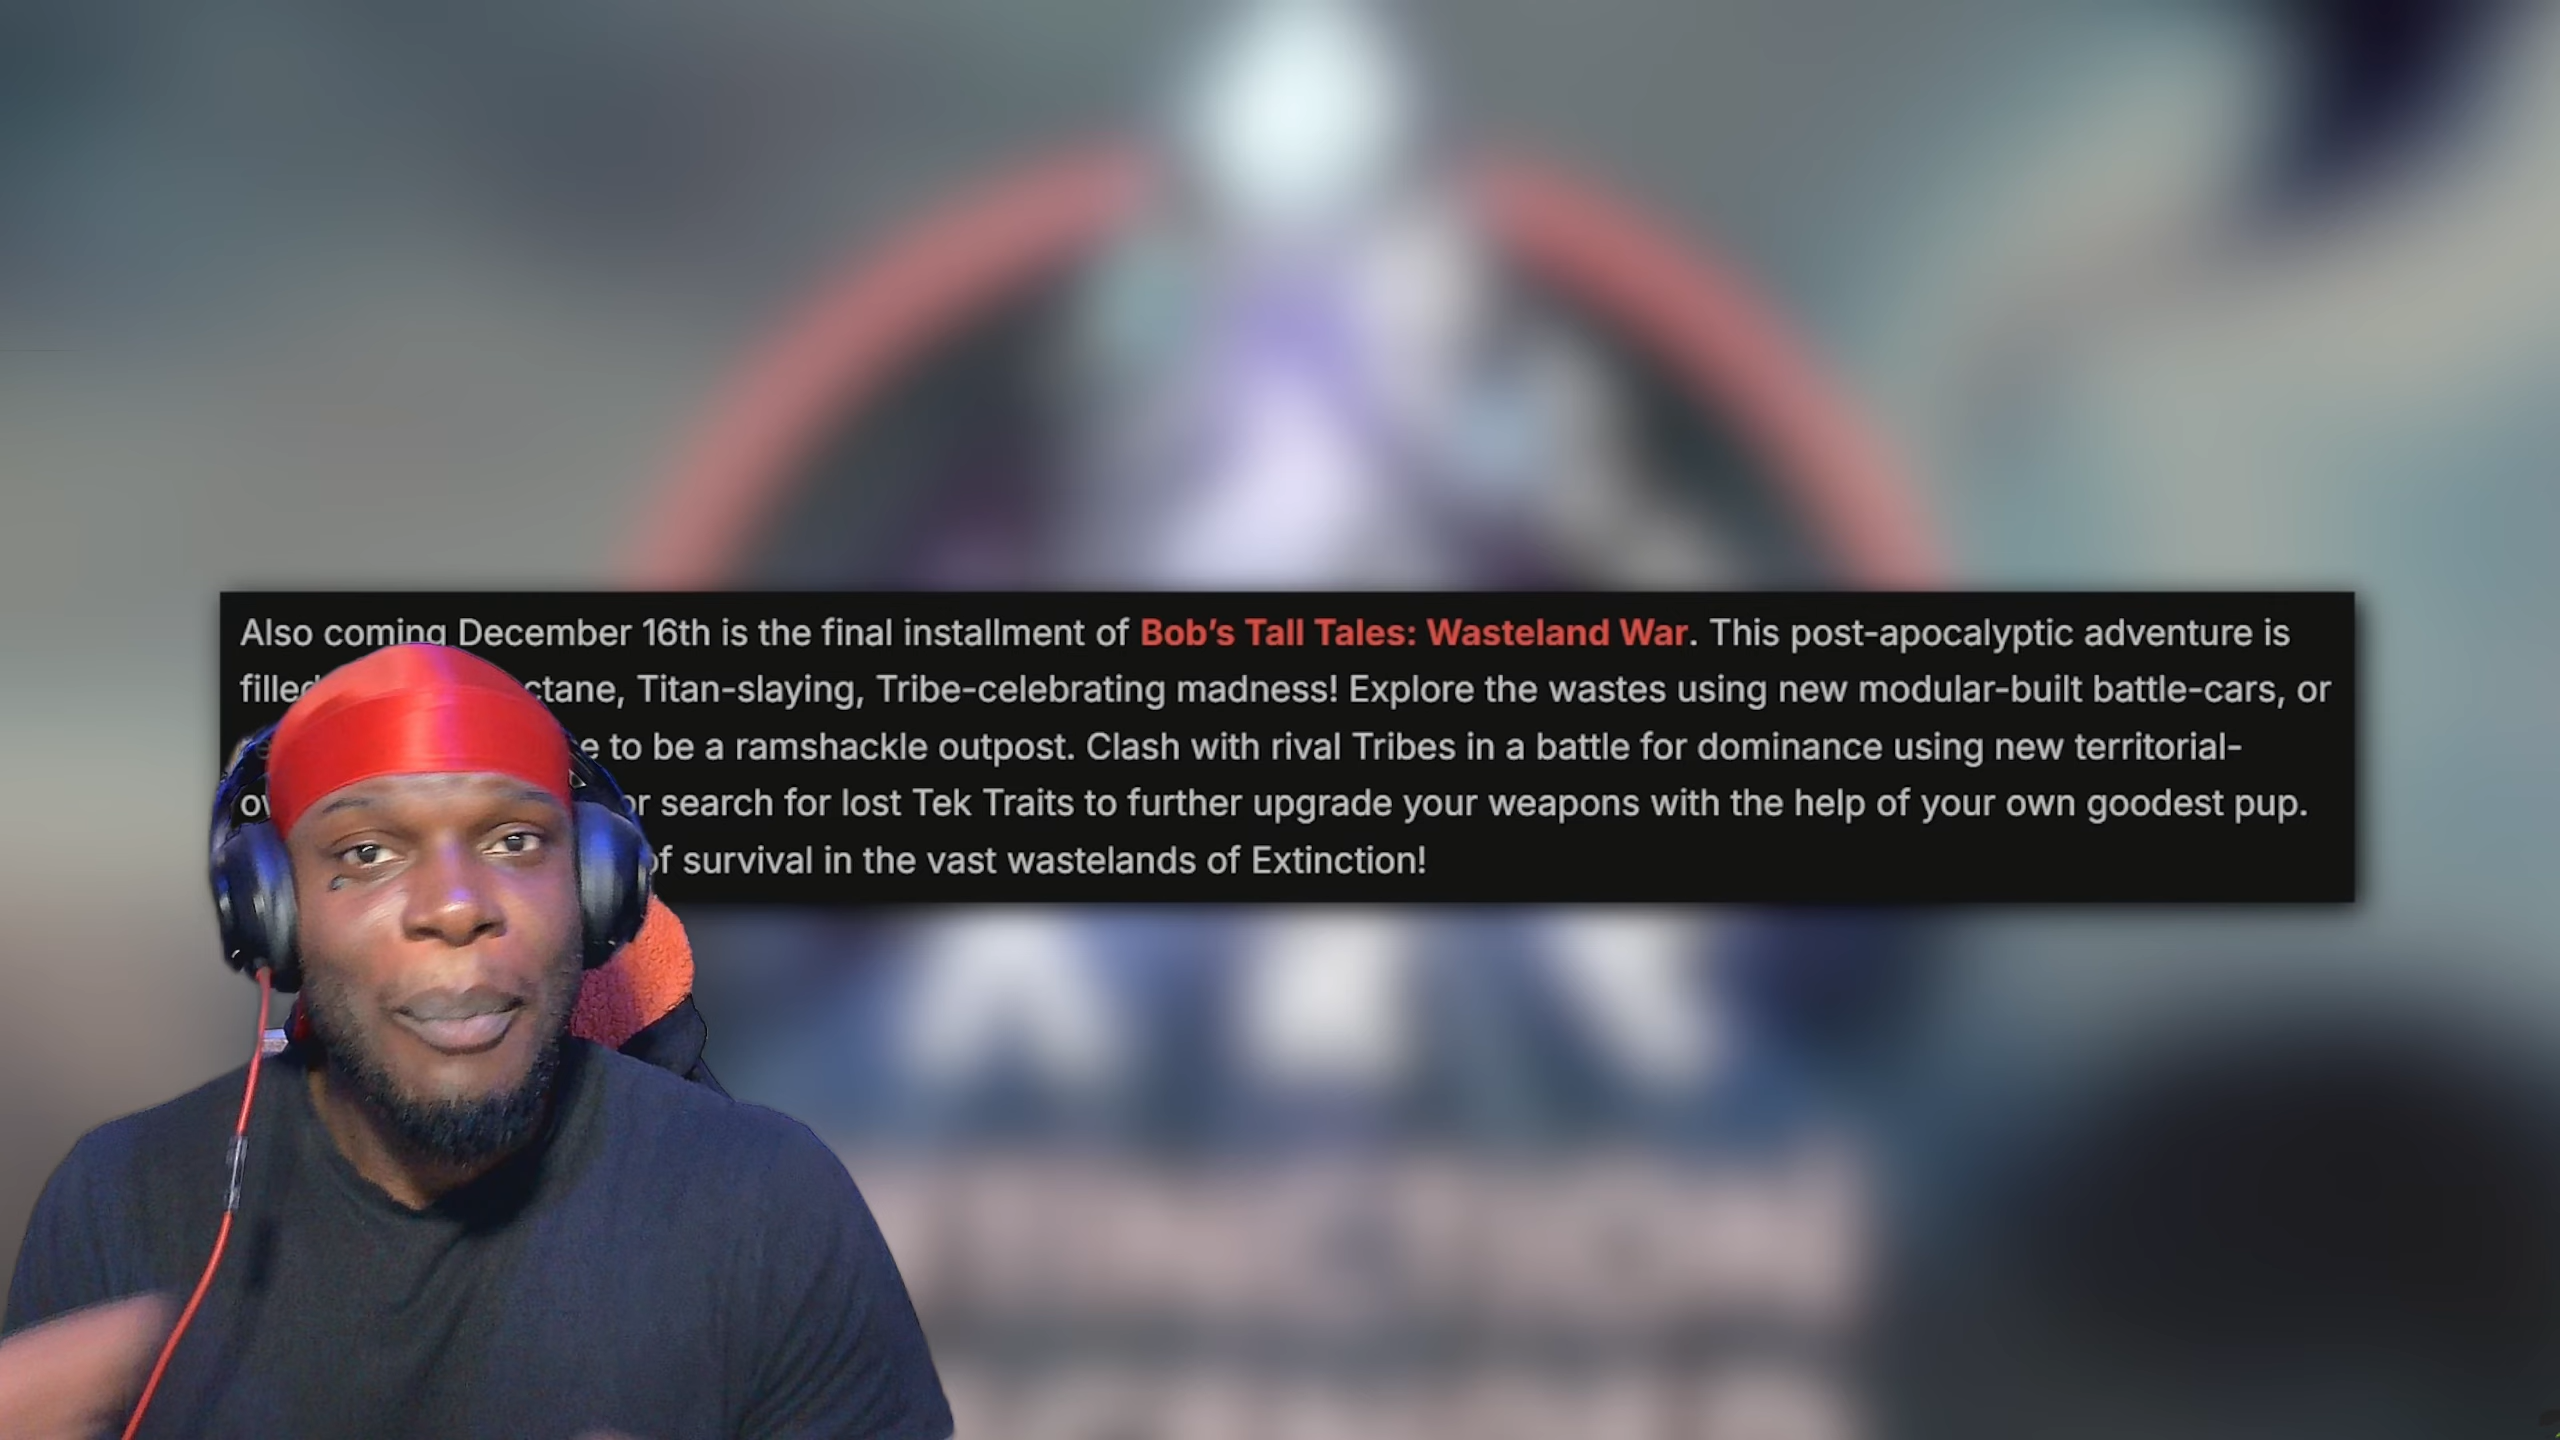 Also coming December 16th is the final installment of Bob’s Tall Tales: Wasteland War. This post-apocalyptic adventure is
filled ctane, Titan-slaying, Tribe-celebrating madness! Explore the wastes using new modular-built battle-cars, or
e to be a ramshackle outpost. Clash with rival Tribes in a battle for dominance using new territorial-
or search for lost Tek Traits to further upgrade your weapons with the help of your own goodest pup.
of survival in the vast wastelands of Extinction!